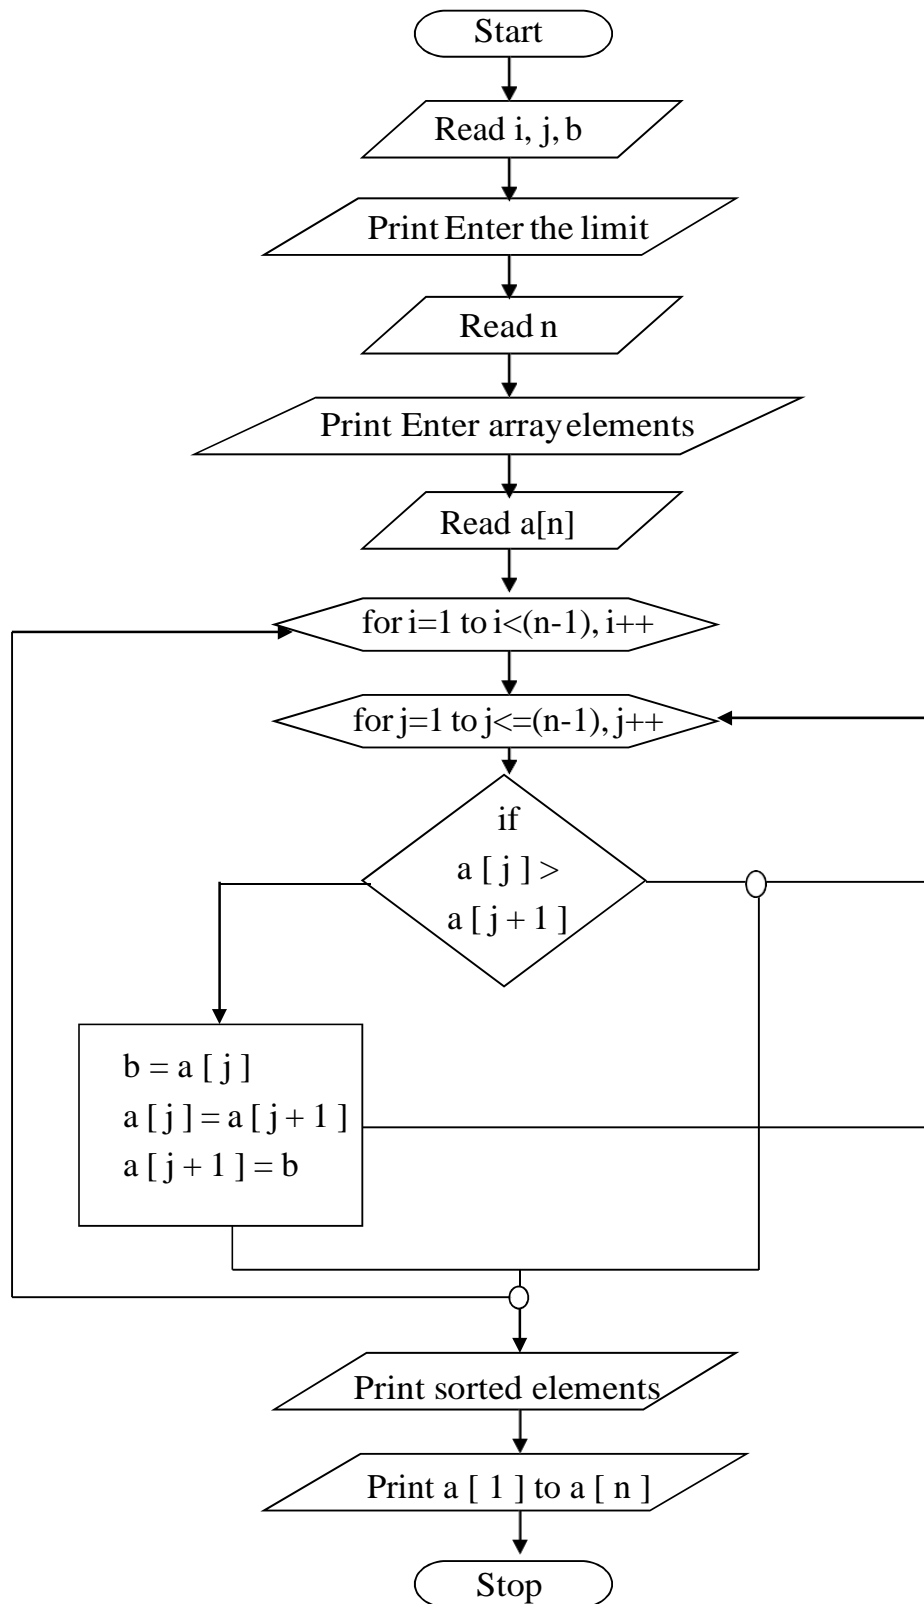 Start
Read i, j, b
Print Enter the limit
Read n
Print Enter array elements
Read a[n]
for i=1 to i<(n-1), i++
for j=1 to j<=(n-1), j++
if
a [ j ] >
a [ j + 1 ]
b = a [ j ]
a [ j ] = a [ j + 1 ]
a [ j + 1 ] = b
Print sorted elements
Print a [ 1 ] to a [ n ]
Stop